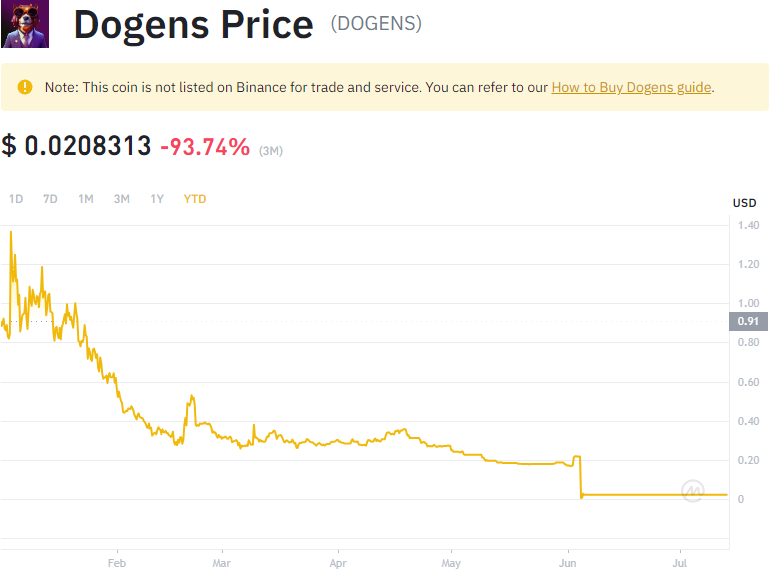 Dogens Price (DOGENS)
Note: This coin is not listed on Binance for trade and service. You can refer to our How to Buy Dogens guide.
$ 0.0208313 -93.74% (3M)
1D 7D 1M 3M 1Y YTD
USD
1.40
1.20
1.00
0.91
0.80
0.60
0.40
0.20
0
Feb Mar Apr May Jun Jul